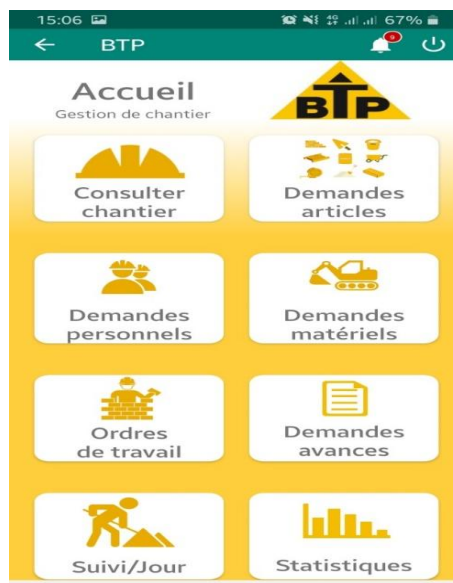 15:06 67%
BTP 9
Accueil
Gestion de chantier
BTP
Consulter
chantier
Demandes
articles
Demandes
personnels
Demandes
matériels
Ordres
de travail
Demandes
avances
Suivi/Jour
Statistiques